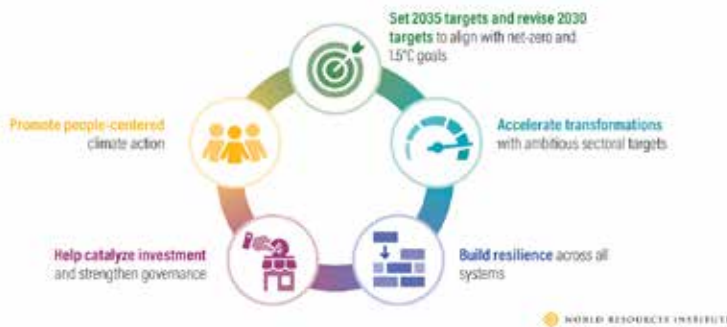 Set 2035 targets and revise 2030
targets to align with net-zero and
1.5°C goals
Promote people-centered
climate action
Accelerate transformations
with ambitious sectoral targets
Help catalyze investment
and strengthen governance
Build resilience across all
systems
WORLD RESOURCES INSTITUTE